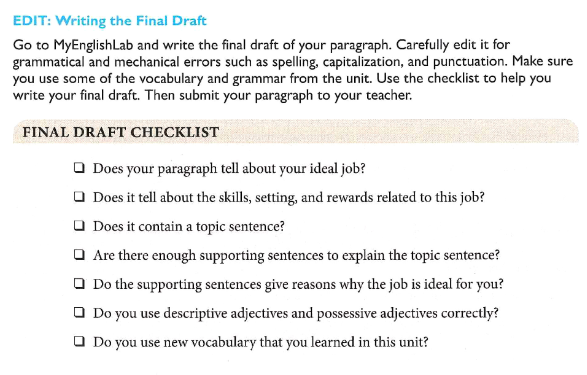 EDIT: Writing the Final Draft
Go to MyEnglishLab and write the final draft of your paragraph. Carefully edit it for
grammatical and mechanical errors such as spelling, capitalization, and punctuation. Make sure
you use some of the vocabulary and grammar from the unit. Use the checklist to help you
write your final draft. Then submit your paragraph to your teacher.
FINAL DRAFT CHECKLIST
❑ Does your paragraph tell about your ideal job?
❑ Does it tell about the skills, setting, and rewards related to this job?
❑ Does it contain a topic sentence?
❑ Are there enough supporting sentences to explain the topic sentence?
❑ Do the supporting sentences give reasons why the job is ideal for you?
❑ Do you use descriptive adjectives and possessive adjectives correctly?
❑ Do you use new vocabulary that you learned in this unit?